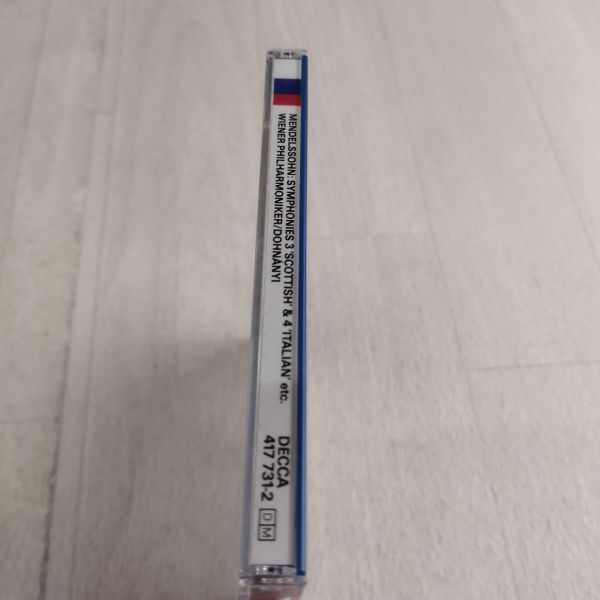 MENDELSSOHN: SYMPHONIES 3 'SCOTTISH' & 4 'ITALIAN' etc.
WIENER PHILHARMONIKER/DOHNÁNYI
DECCA
417 731-2 DM